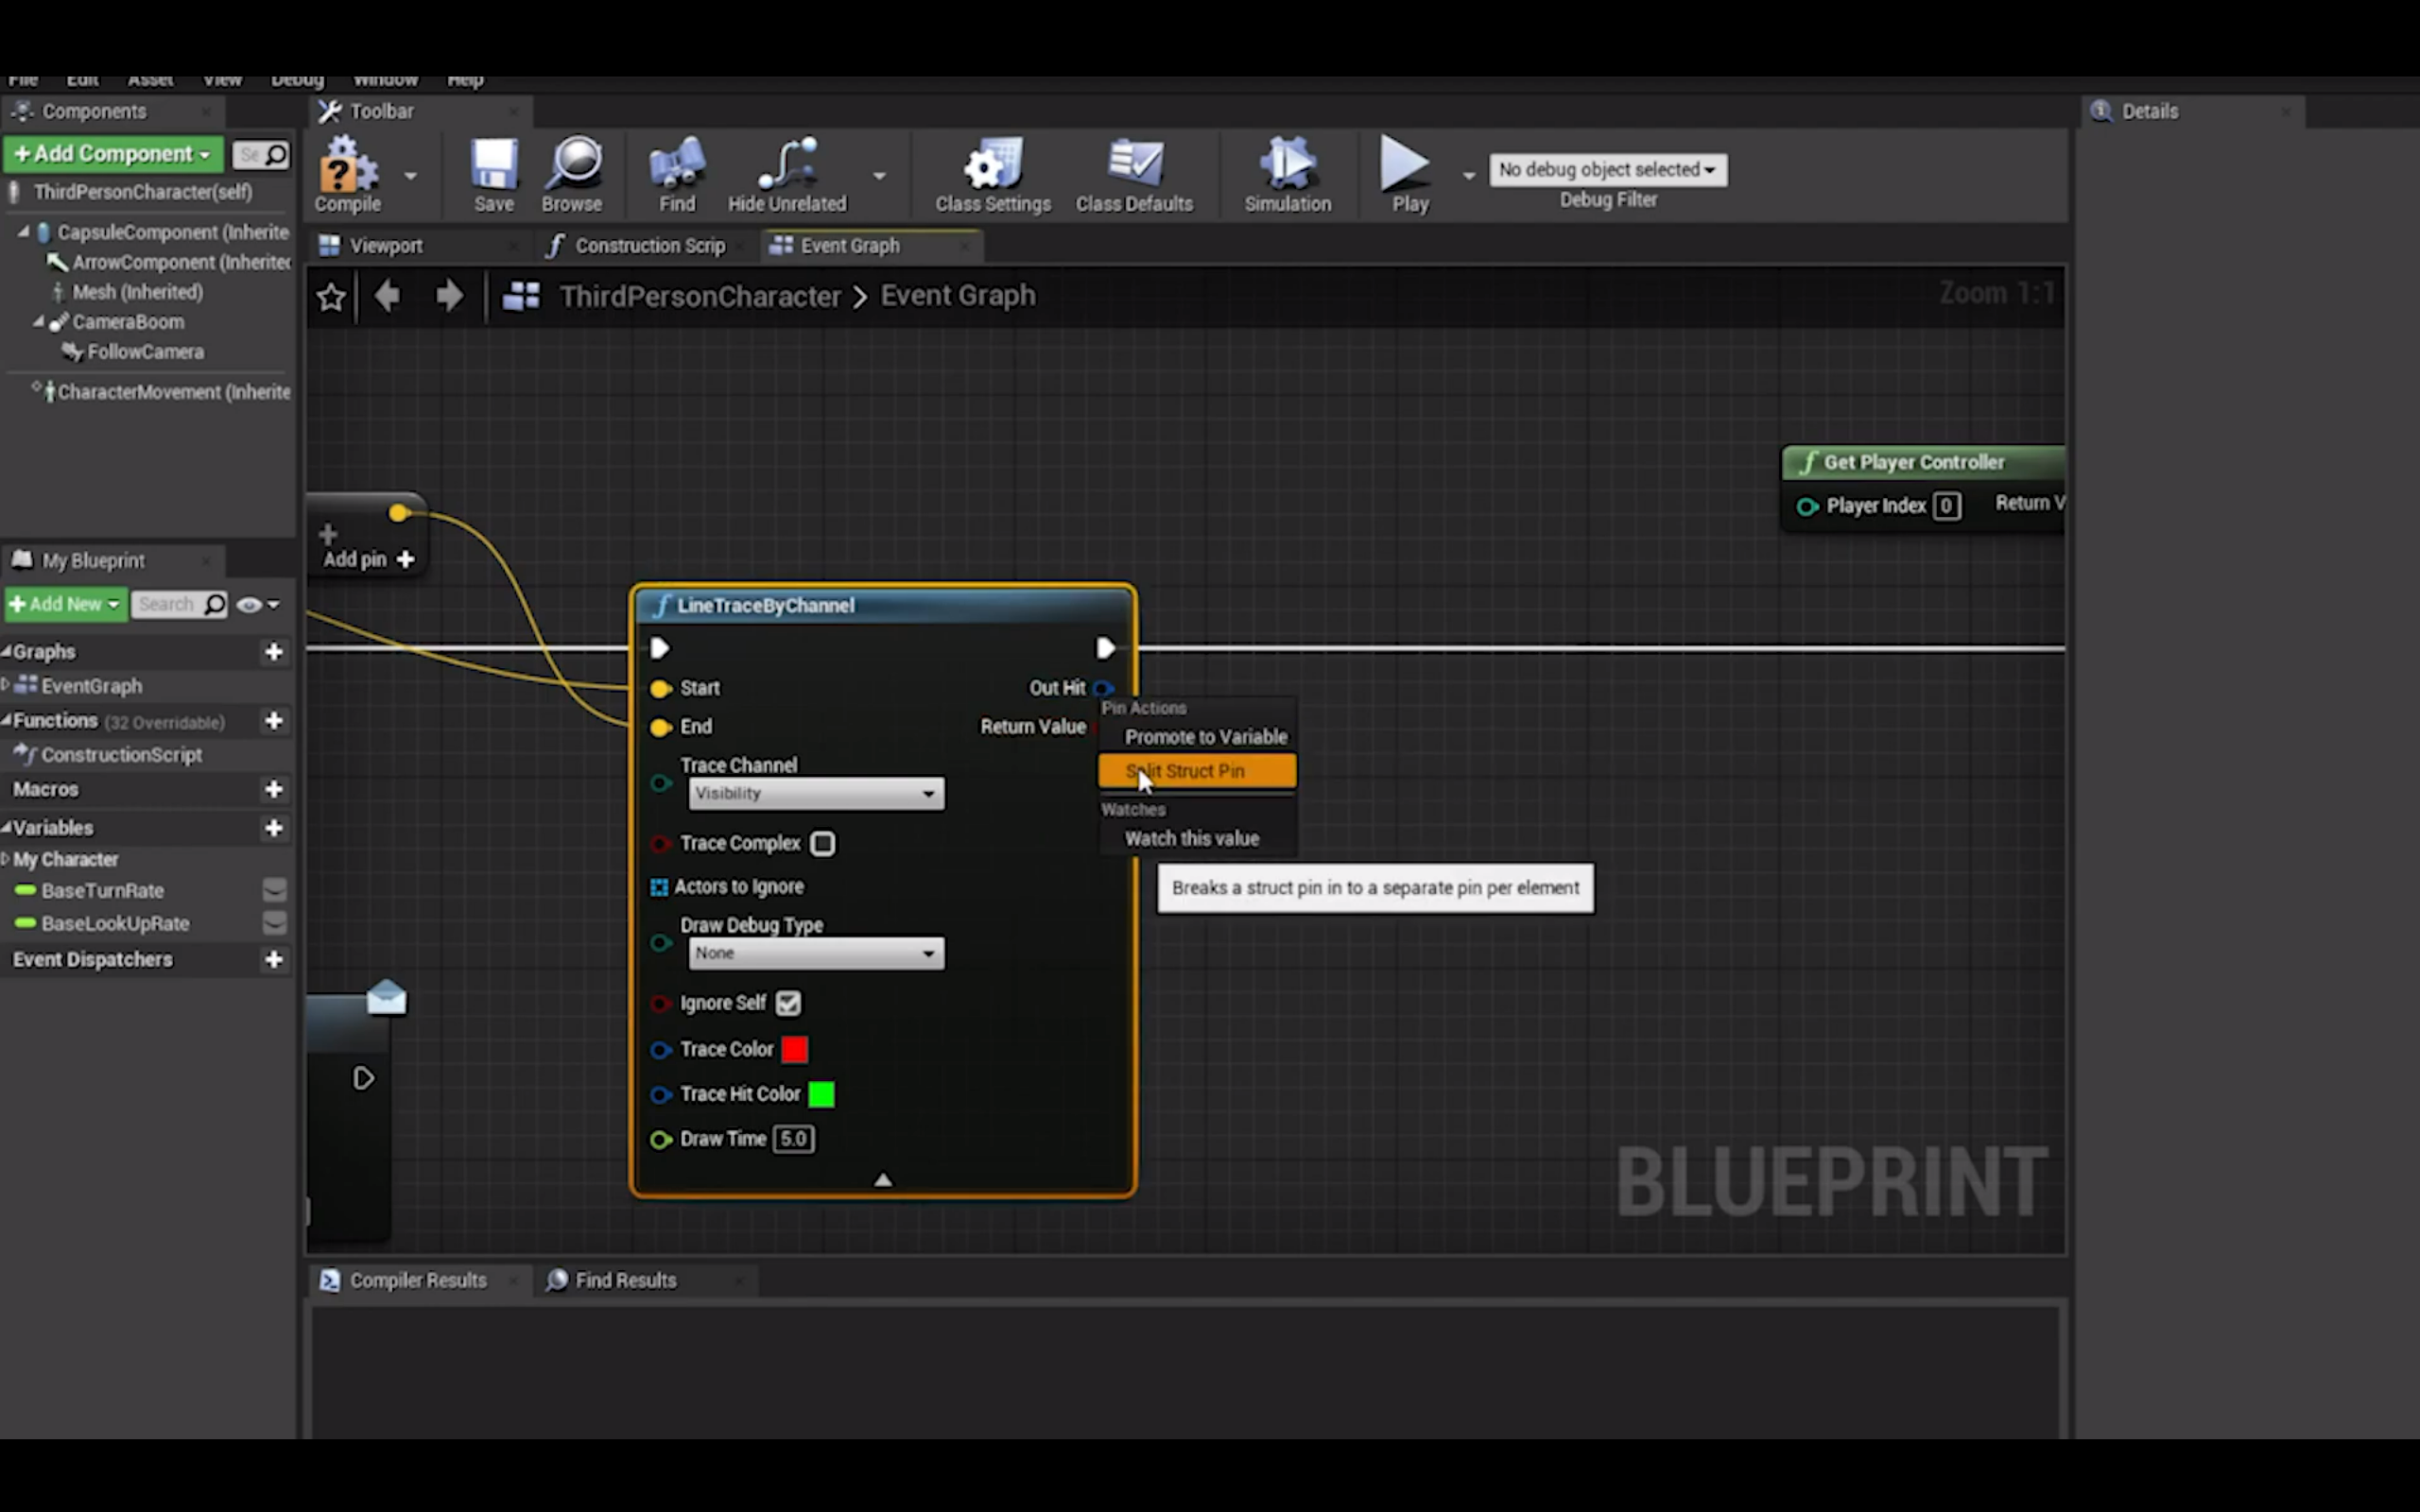 File Edit Asset View Debug Window Help
Components
Toolbar
Details
+Add Component
Se
ThirdPersonCharacter(self)
CapsuleComponent (Inherite
ArrowComponent (Inherited
Mesh (Inherited)
CameraBoom
FollowCamera
CharacterMovement (Inherite
Compile
Save
Browse
Find
Hide Unrelated
Class Settings
Class Defaults
Simulation
Play
No debug object selected
Debug Filter
Viewport
Construction Scrip
Event Graph
ThirdPersonCharacter > Event Graph
Zoom 1:1
My Blueprint
+Add New
Search
Graphs
EventGraph
Functions (32 Overridable)
ConstructionScript
Macros
Variables
My Character
BaseTurnRate
BaseLookUpRate
Event Dispatchers
Add pin +
LineTraceByChannel
Start
Out Hit
End
Return Value
Trace Channel
Visibility
Trace Complex
Actors to Ignore
Draw Debug Type
None
Ignore Self
Trace Color
Trace Hit Color
Draw Time 5.0
Pin Actions
Promote to Variable
Split Struct Pin
Watches
Watch this value
Breaks a struct pin in to a separate pin per element
Get Player Controller
Player Index 0
Return V
BLUEPRINT
Compiler Results
Find Results